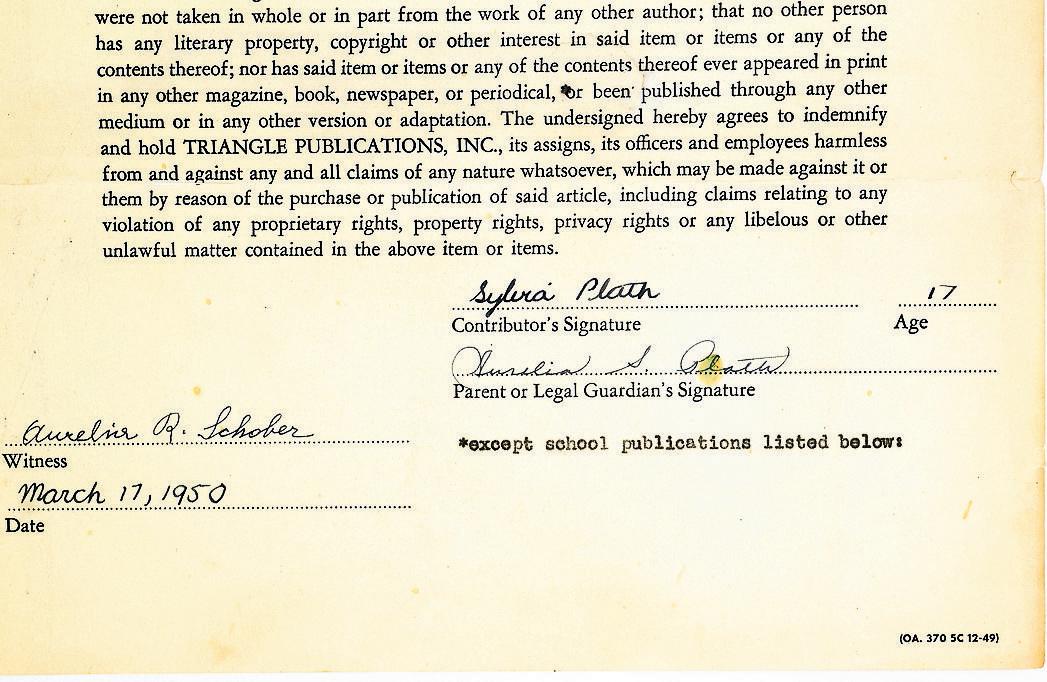 were not taken in whole or in part from the work of any other author; that no other person
has any literary property, copyright or other interest in said item or items or any of the
contents thereof; nor has said item or items or any of the contents thereof ever appeared in print
in any other magazine, book, newspaper, or periodical, *or been published through any other
medium or in any other version or adaptation. The undersigned hereby agrees to indemnify
and hold TRIANGLE PUBLICATIONS, INC., its assigns, its officers and employees harmless
from and against any and all claims of any nature whatsoever, which may be made against it or
them by reason of the purchase or publication of said article, including claims relating to any
violation of any proprietary rights, property rights, privacy rights or any libelous or other
unlawful matter contained in the above item or items.
Sylvia Plath 17
Contributor's Signature Age
Aurelia S. Plath
Parent or Legal Guardian's Signature
Aurelia R. Schober
Witness
*except school publications listed below:
March 17, 1950
Date
(OA. 370 5C 12-49)